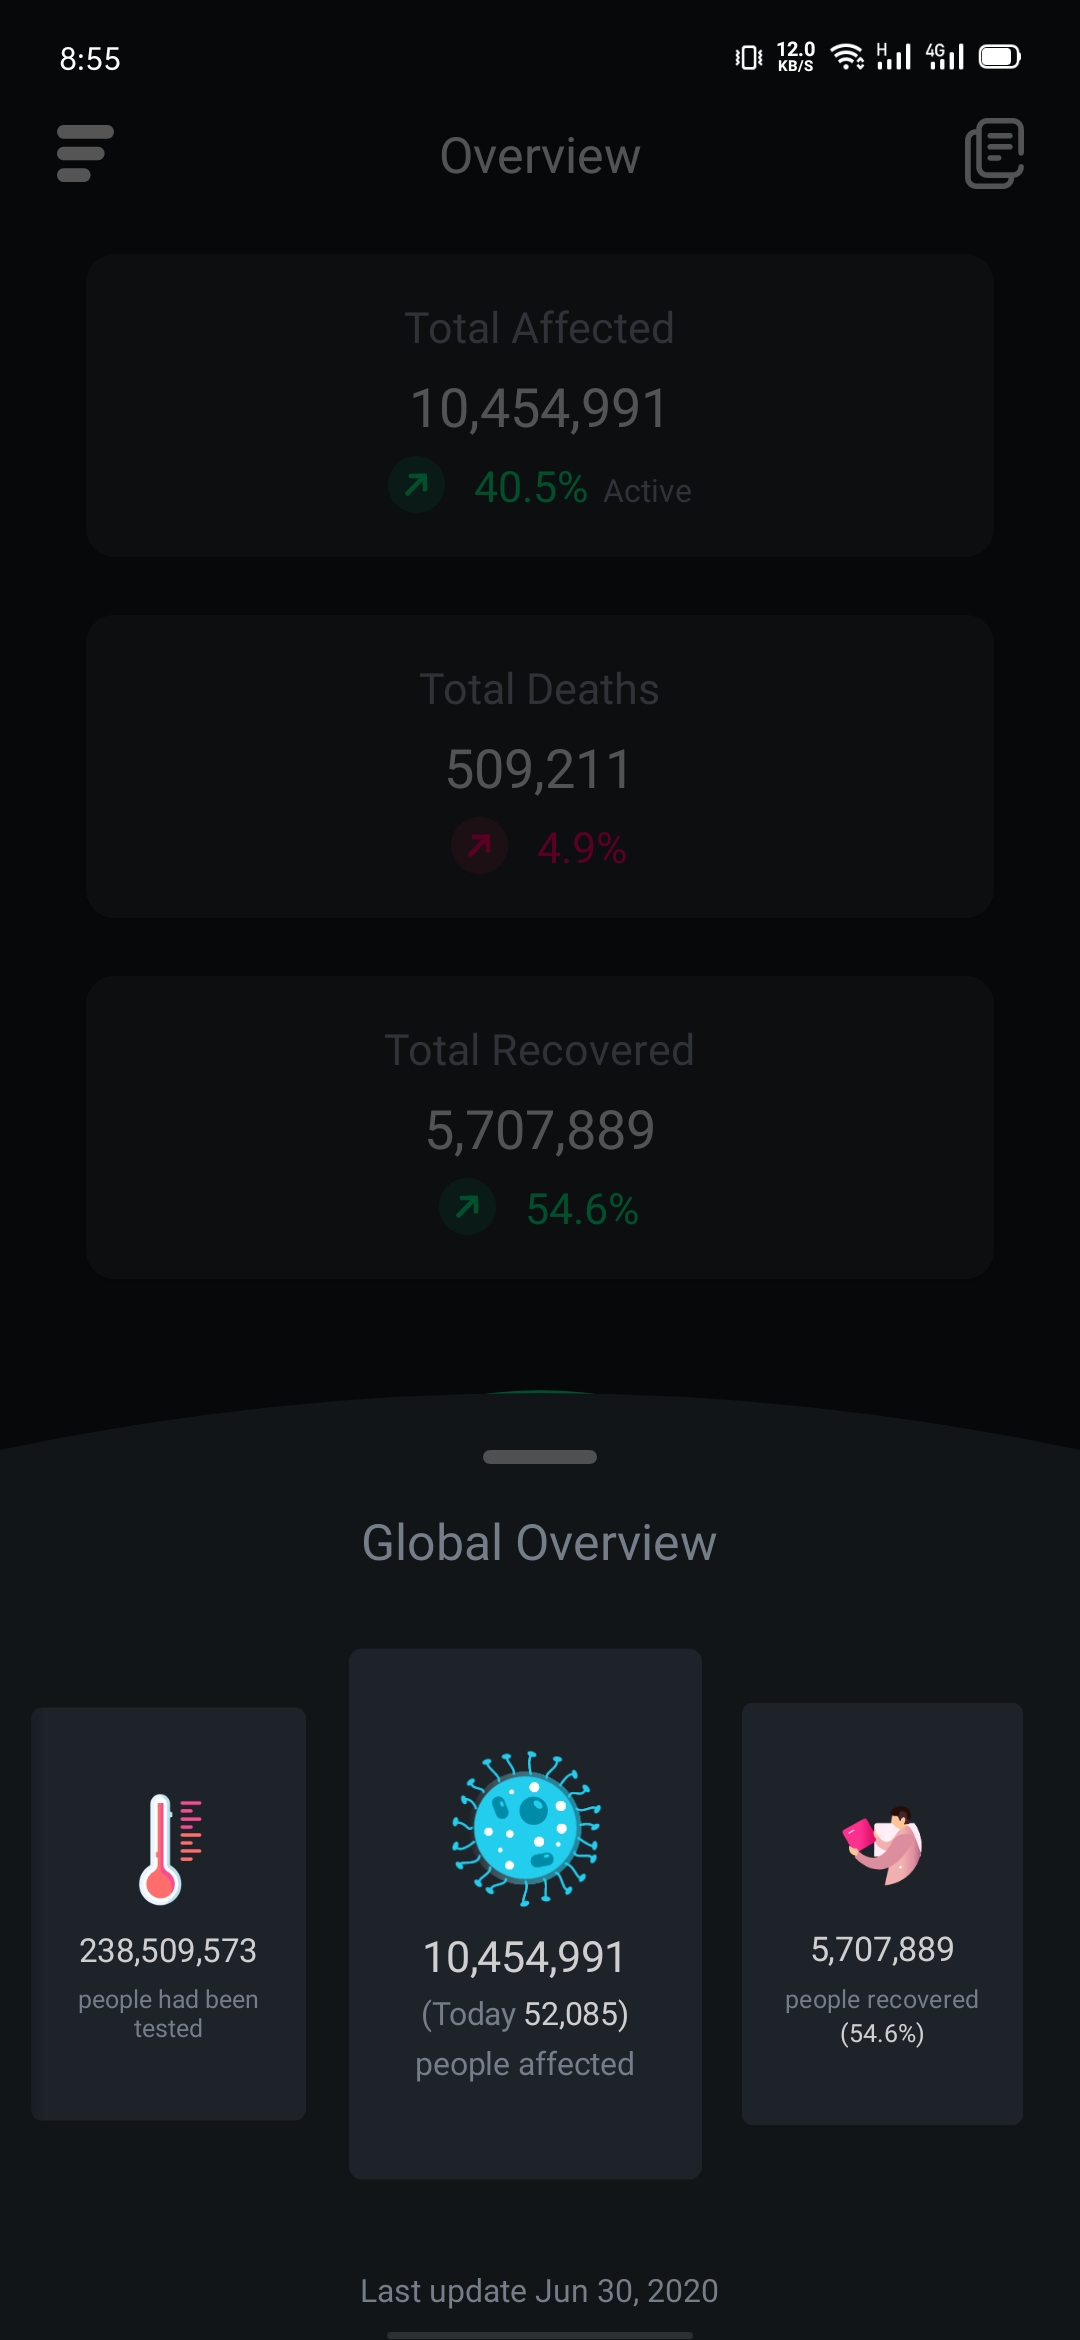 8:55
12.0
KB/S
H
4G
Overview
Total Affected
10,454,991
40.5% Active
Total Deaths
509,211
4.9%
Total Recovered
5,707,889
54.6%
Global Overview
238,509,573
people had been
tested
10,454,991
(Today 52,085)
people affected
5,707,889
people recovered
(54.6%)
Last update Jun 30, 2020